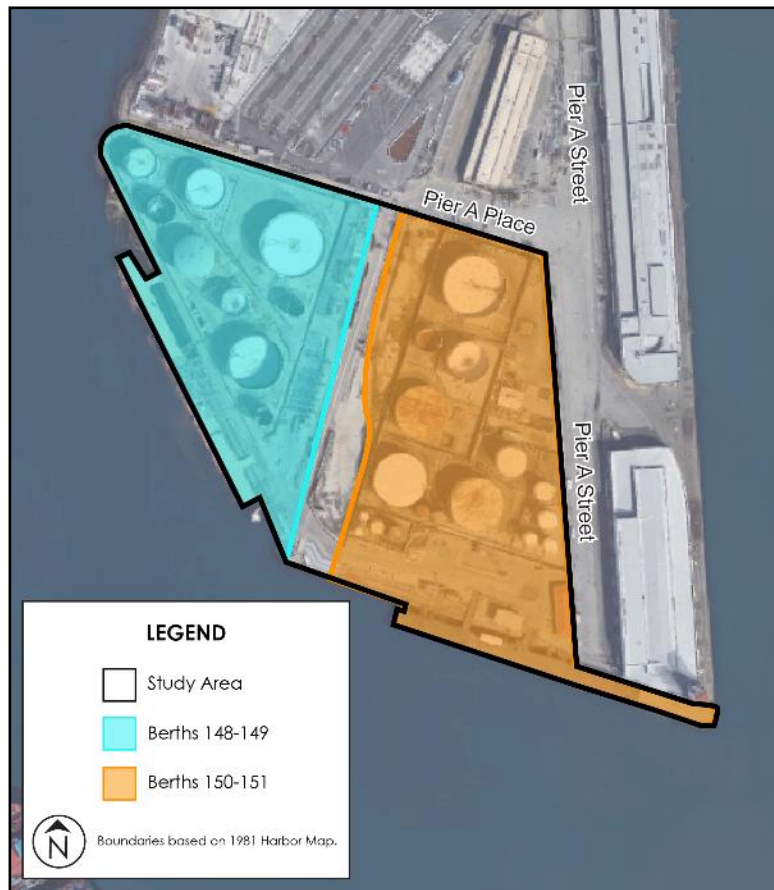 Pier A Street
Pier A Place
Pier A Street
LEGEND
Study Area
Berths 148-149
Berths 150-151
N
Boundaries based on 1981 Harbor Map.